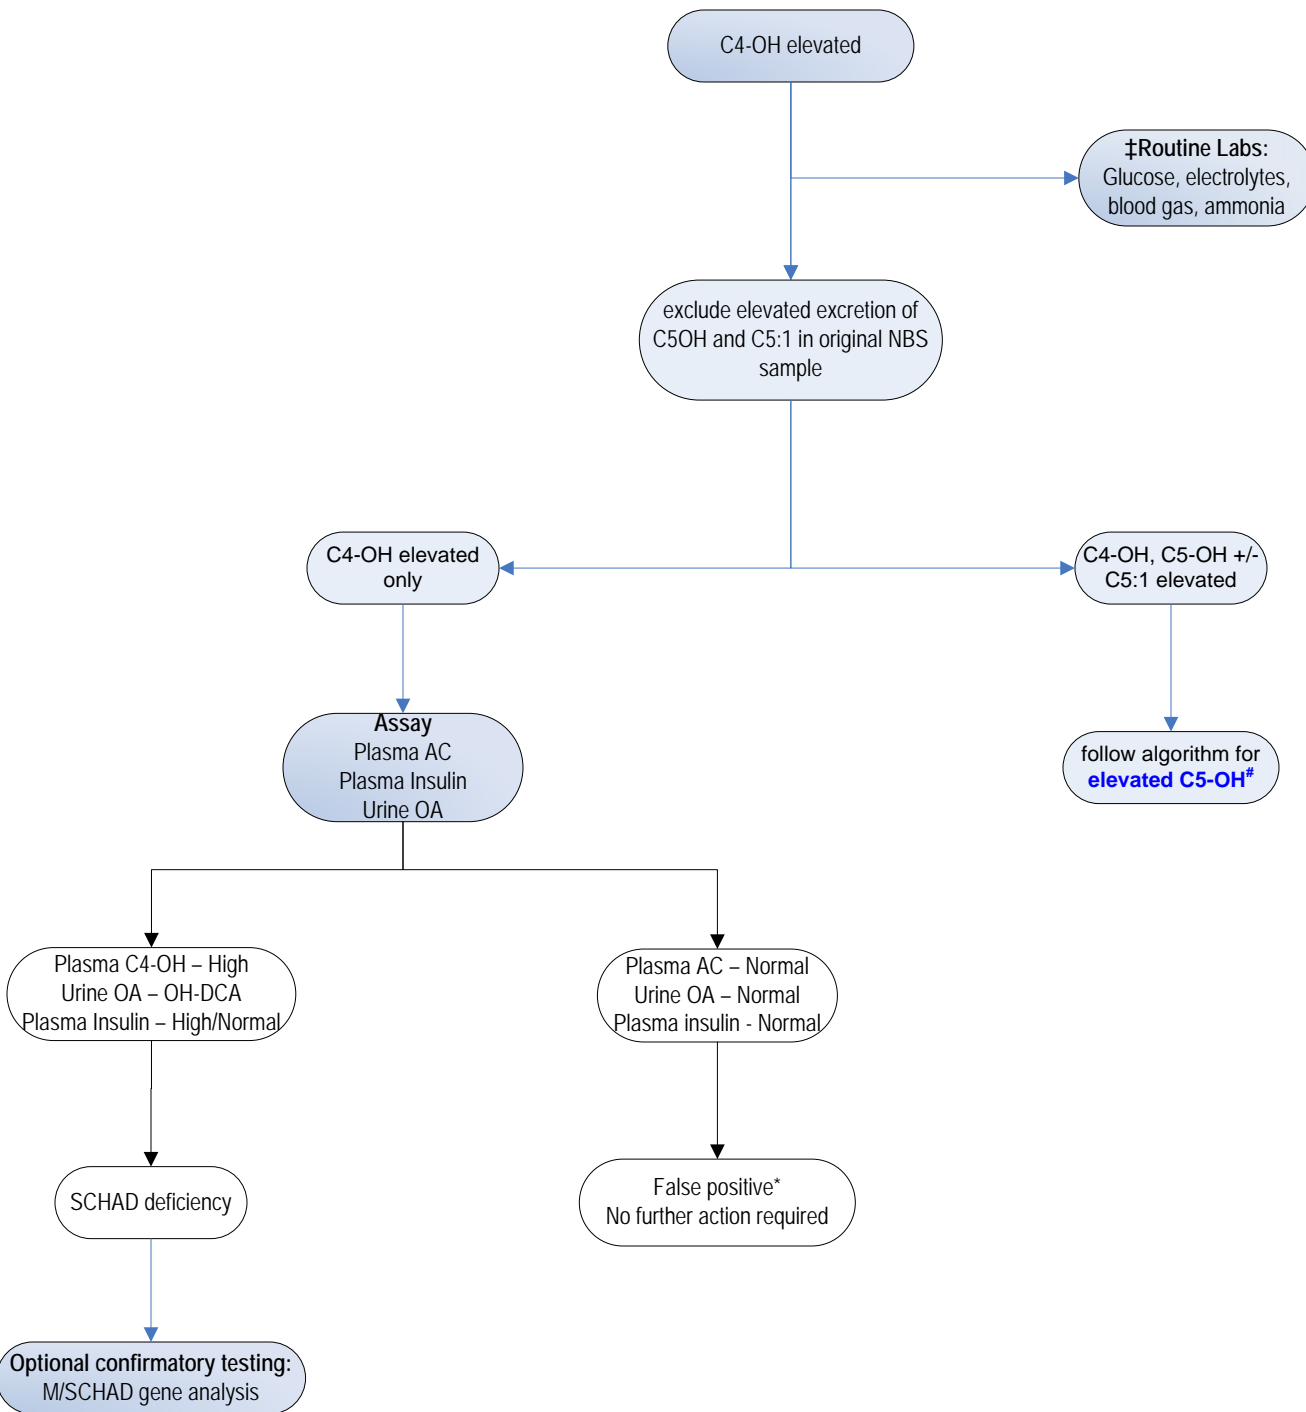 C4-OH elevated
‡Routine Labs:
Glucose, electrolytes,
blood gas, ammonia
exclude elevated excretion of
C5OH and C5:1 in original NBS
sample
C4-OH elevated
only
C4-OH, C5-OH +/-
C5:1 elevated
Assay
Plasma AC
Plasma Insulin
Urine OA
follow algorithm for
elevated C5-OH#
Plasma C4-OH – High
Urine OA – OH-DCA
Plasma Insulin – High/Normal
Plasma AC – Normal
Urine OA – Normal
Plasma insulin - Normal
SCHAD deficiency
False positive*
No further action required
Optional confirmatory testing:
M/SCHAD gene analysis